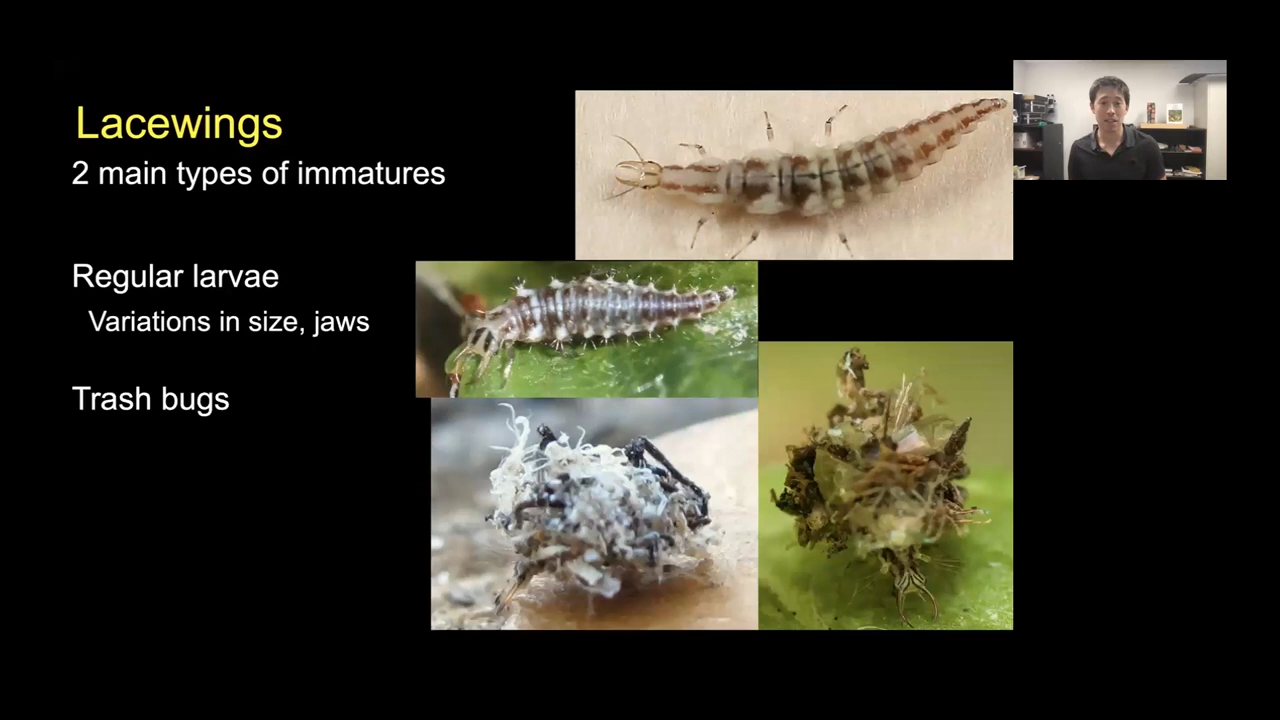 Lacewings
2 main types of immatures
Regular larvae
Variations in size, jaws
Trash bugs